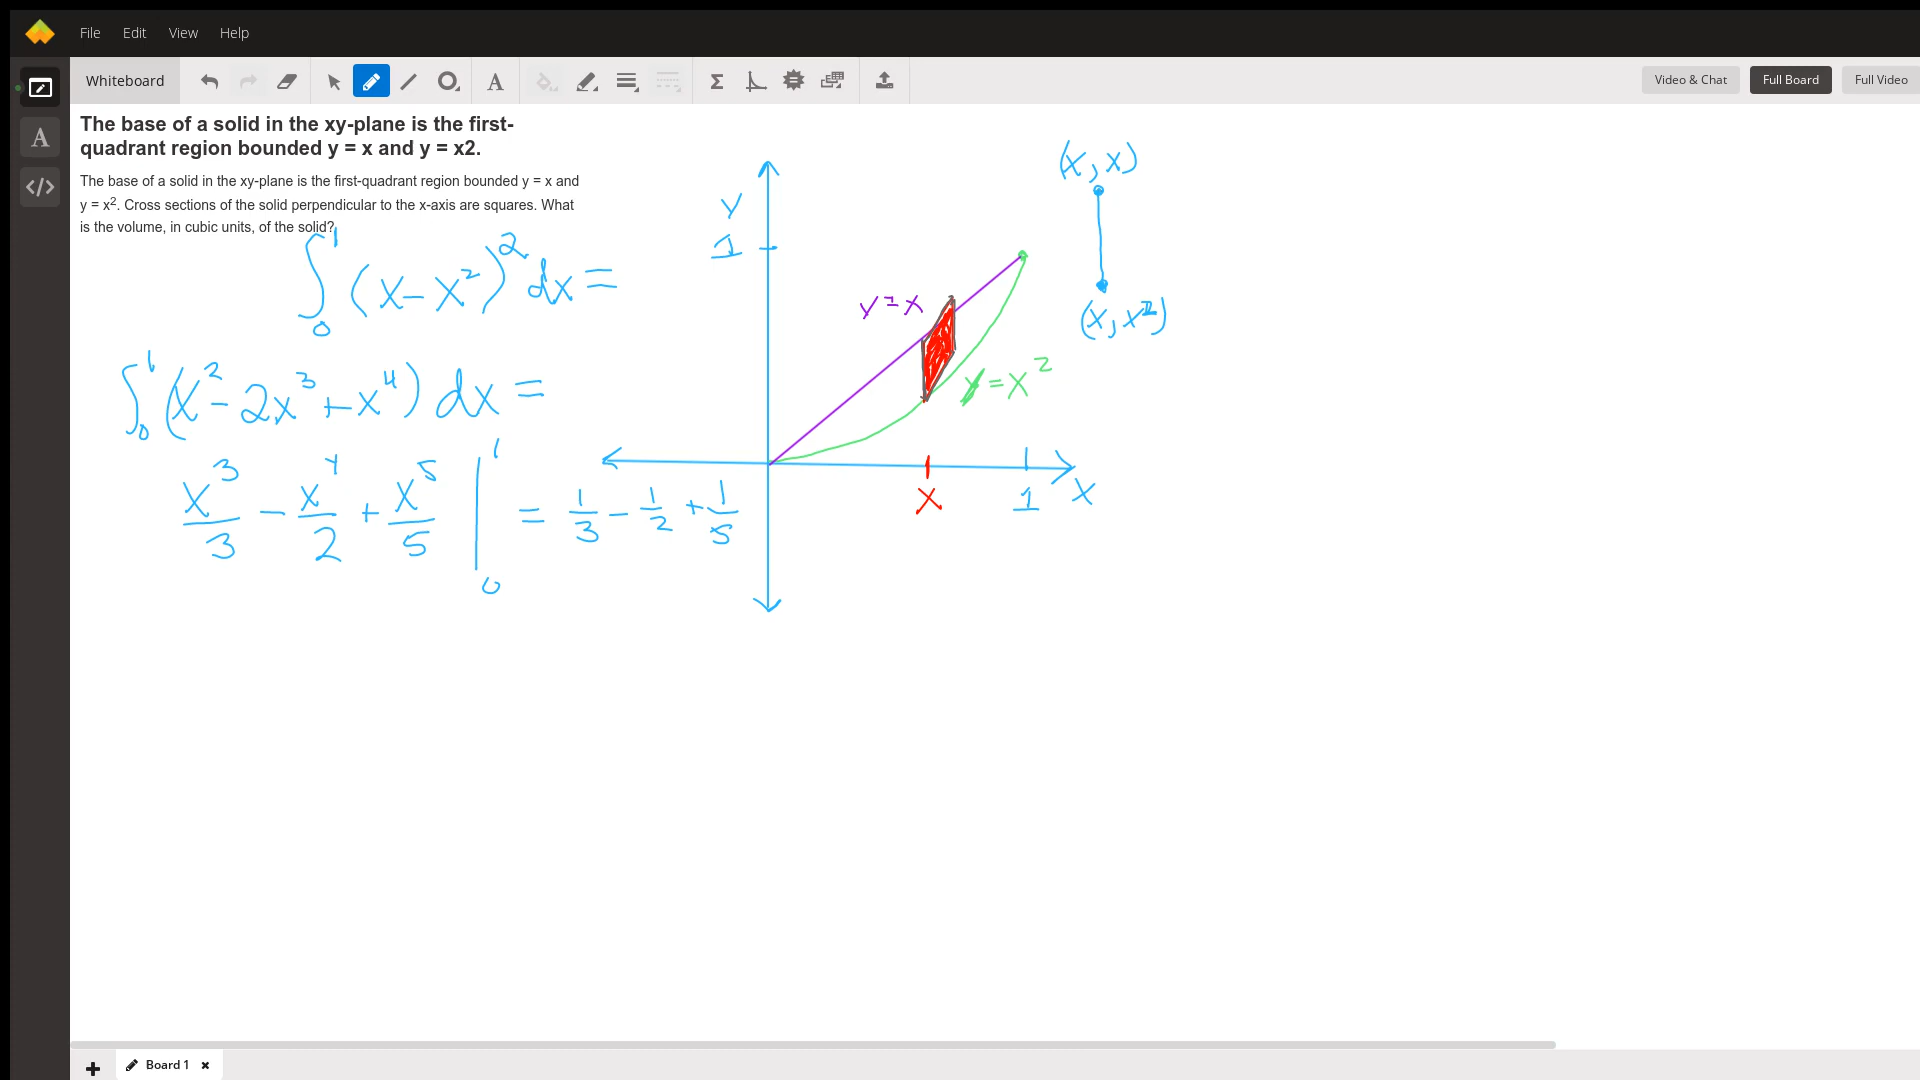 File Edit View Help
Whiteboard A Σ Video & Chat Full Board Full Video
A
</>
The base of a solid in the xy-plane is the first-
quadrant region bounded y = x and y = x2.
The base of a solid in the xy-plane is the first-quadrant region bounded y = x and
y = x². Cross sections of the solid perpendicular to the x-axis are squares. What
is the volume, in cubic units, of the solid?
∫₀¹ (x - x²)² dx =
∫₀¹ (x² - 2x³ + x⁴) dx =
x³/3 - x⁴/2 + x⁵/5 |₀¹ = 1/3 - 1/2 + 1/5
y
1
y = x
y = x²
x
1
x
(x, x)
(x, x²)
Board 1